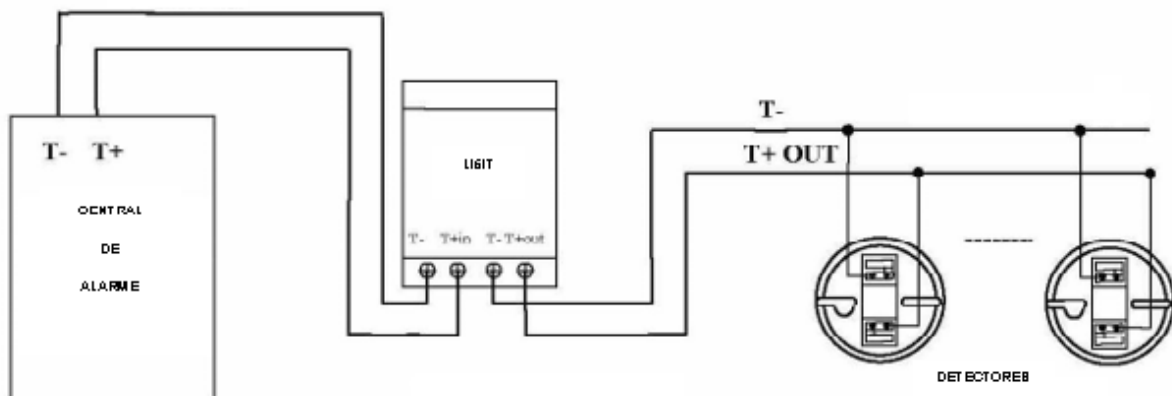 T- T+
CENTRAL
DE
ALARME
LIGIT
T- T+in T- T+out
T-
T+ OUT
DETECTORES